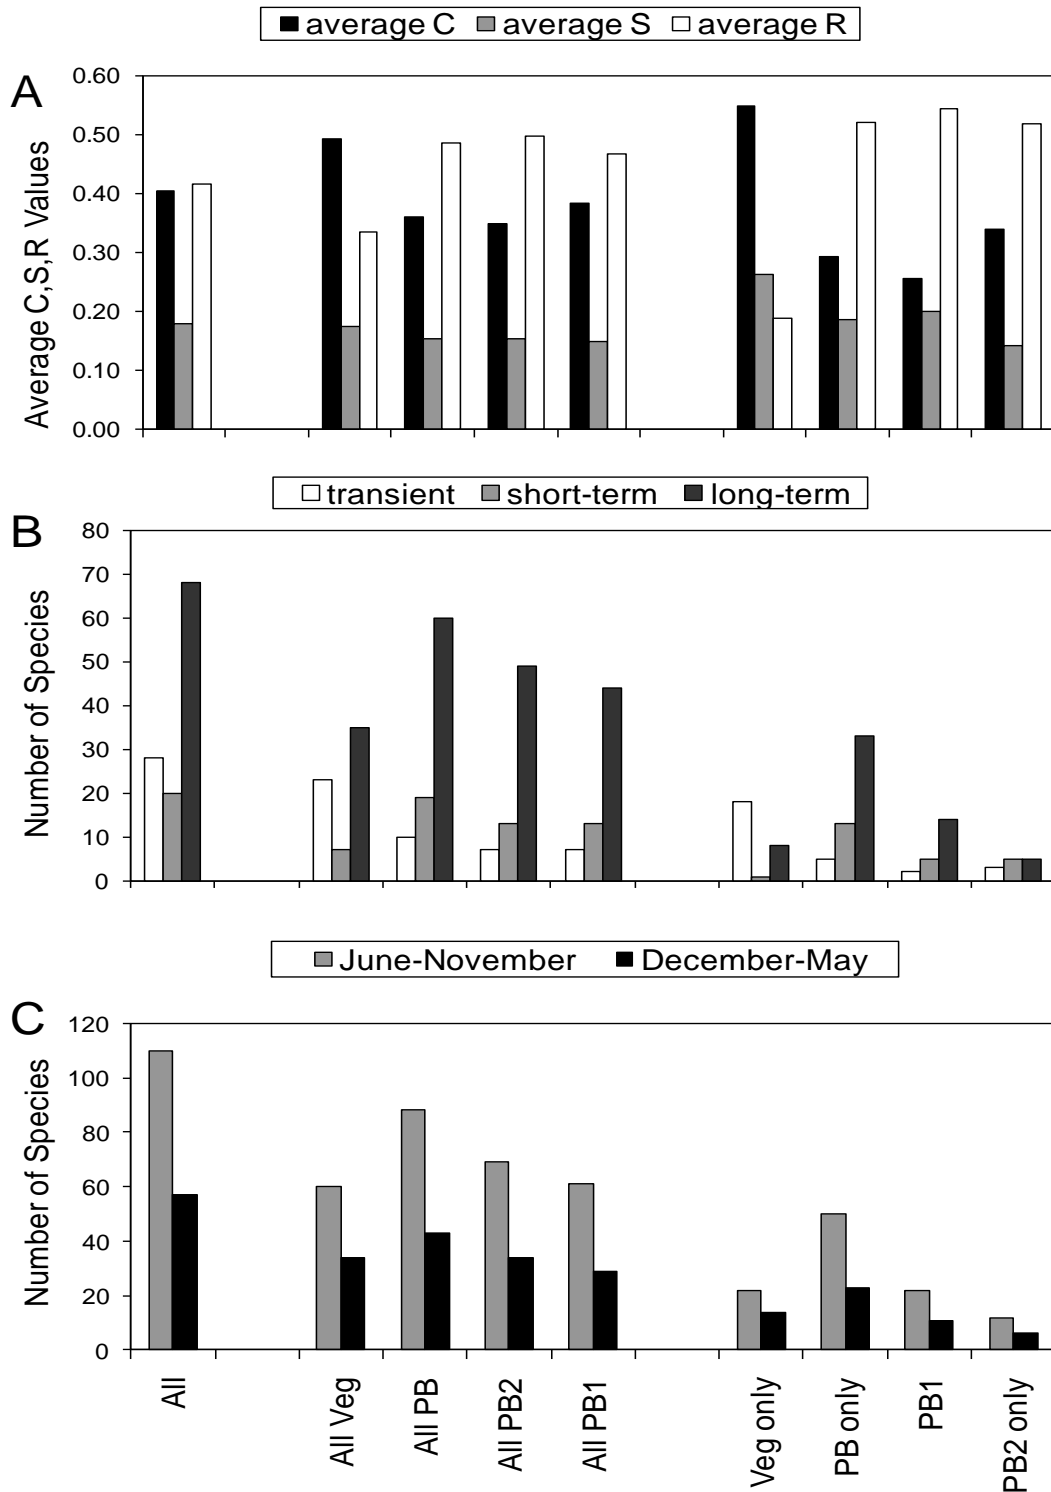 average C average S average R
A
Average C,S,R Values
0.60
0.50
0.40
0.30
0.20
0.10
0.00
transient short-term long-term
B
Number of Species
80
70
60
50
40
30
20
10
0
June-November December-May
C
Number of Species
120
100
80
60
40
20
0
All
All Veg
All PB
All PB2
All PB1
Veg only
PB only
PB1
PB2 only